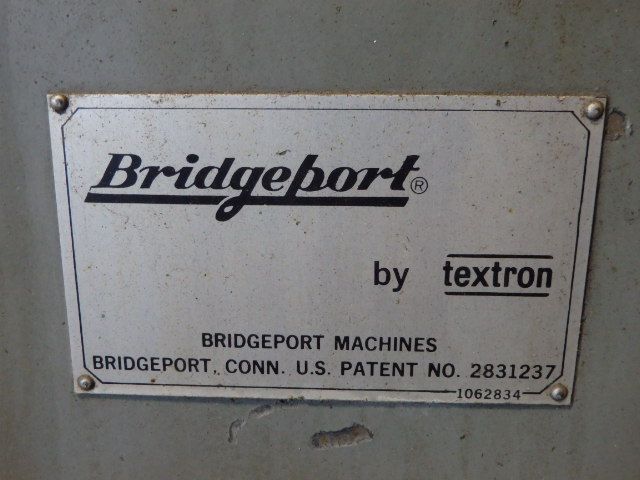 Bridgeport®
by textron
BRIDGEPORT MACHINES
BRIDGEPORT, CONN. U.S. PATENT NO. 2831237
1062834